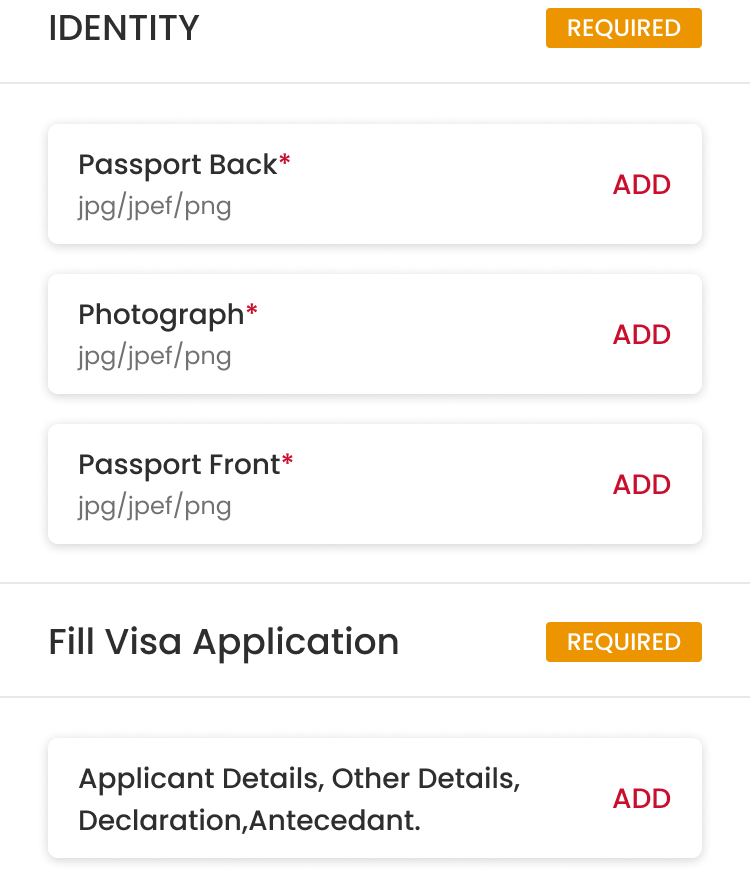 IDENTITY REQUIRED
Passport Back*
jpg/jpef/png
ADD
Photograph*
jpg/jpef/png
ADD
Passport Front*
jpg/jpef/png
ADD
Fill Visa Application REQUIRED
Applicant Details, Other Details,
Declaration,Antecedant.
ADD